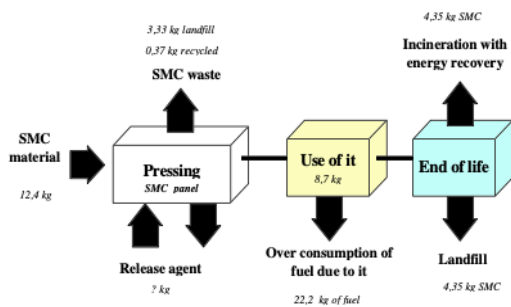 3,33 kg landfill
0,37 kg recycled
SMC waste
4,35 kg SMC
Incineration with
energy recovery
SMC
material
12,4 kg
Pressing
SMC panel
Use of it
8,7 kg
End of life
Release agent
? kg
Over consumption of
fuel due to it
22,2 kg of fuel
Landfill
4,35 kg SMC